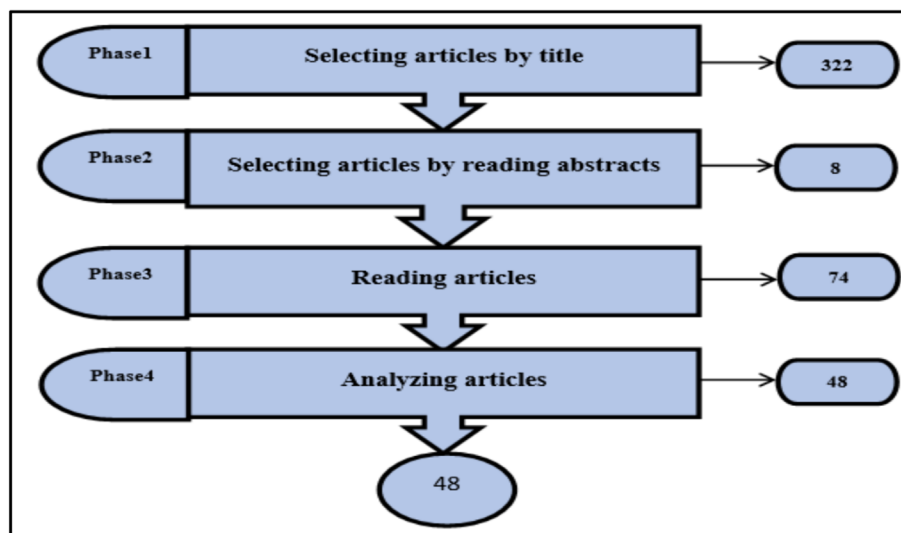 Phase1
Selecting articles by title
322
Phase2
Selecting articles by reading abstracts
8
Phase3
Reading articles
74
Phase4
Analyzing articles
48
48